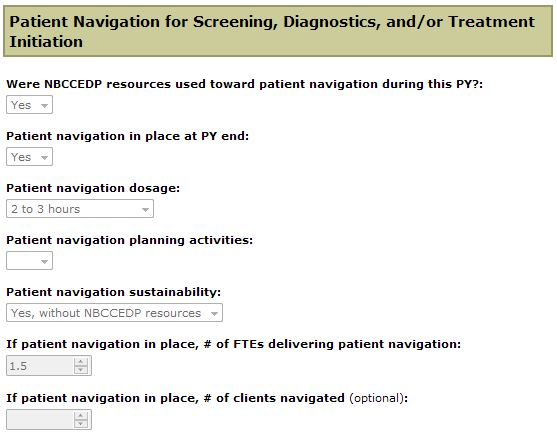 Patient Navigation for Screening, Diagnostics, and/or Treatment
Initiation
Were NBCCEDP resources used toward patient navigation during this PY?:
Yes
Patient navigation in place at PY end:
Yes
Patient navigation dosage:
2 to 3 hours
Patient navigation planning activities:
Patient navigation sustainability:
Yes, without NBCCEDP resources
If patient navigation in place, # of FTEs delivering patient navigation:
1.5
If patient navigation in place, # of clients navigated (optional):